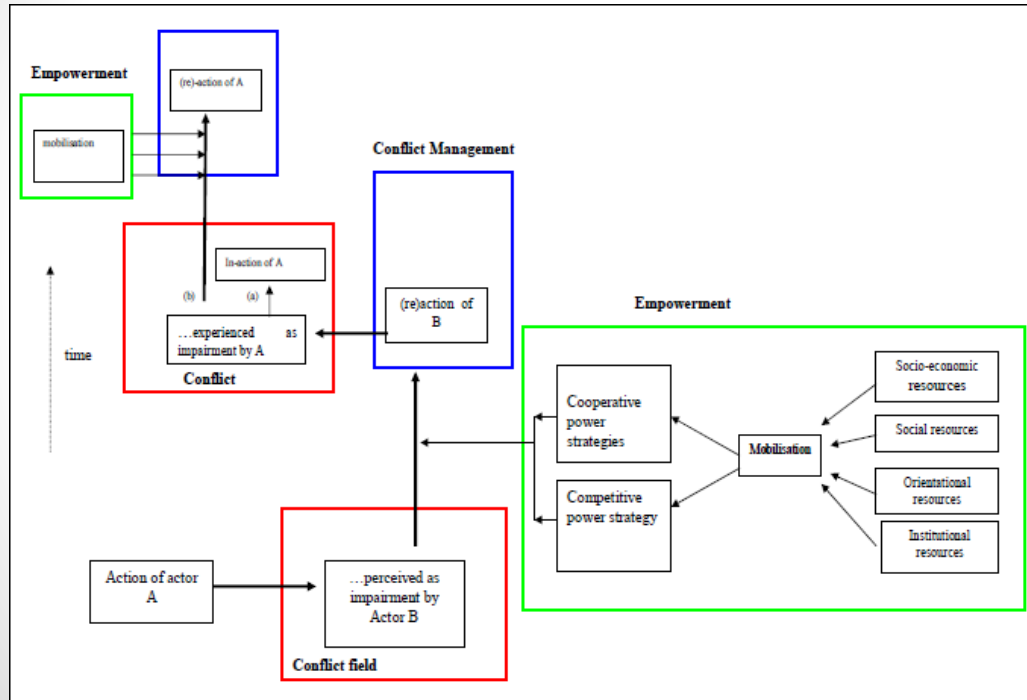 Empowerment
(re)-action of A
mobilisation
Conflict Management
In-action of A
(b)
(a)
(re)action of
B
Empowerment
…experienced as
impairment by A
Conflict
time
Cooperative
power
strategies
Socio-economic
resources
Social resources
Mobilisation
Orientational
resources
Competitive
power strategy
Institutional
resources
Action of actor
A
…perceived as
impairment by
Actor B
Conflict field